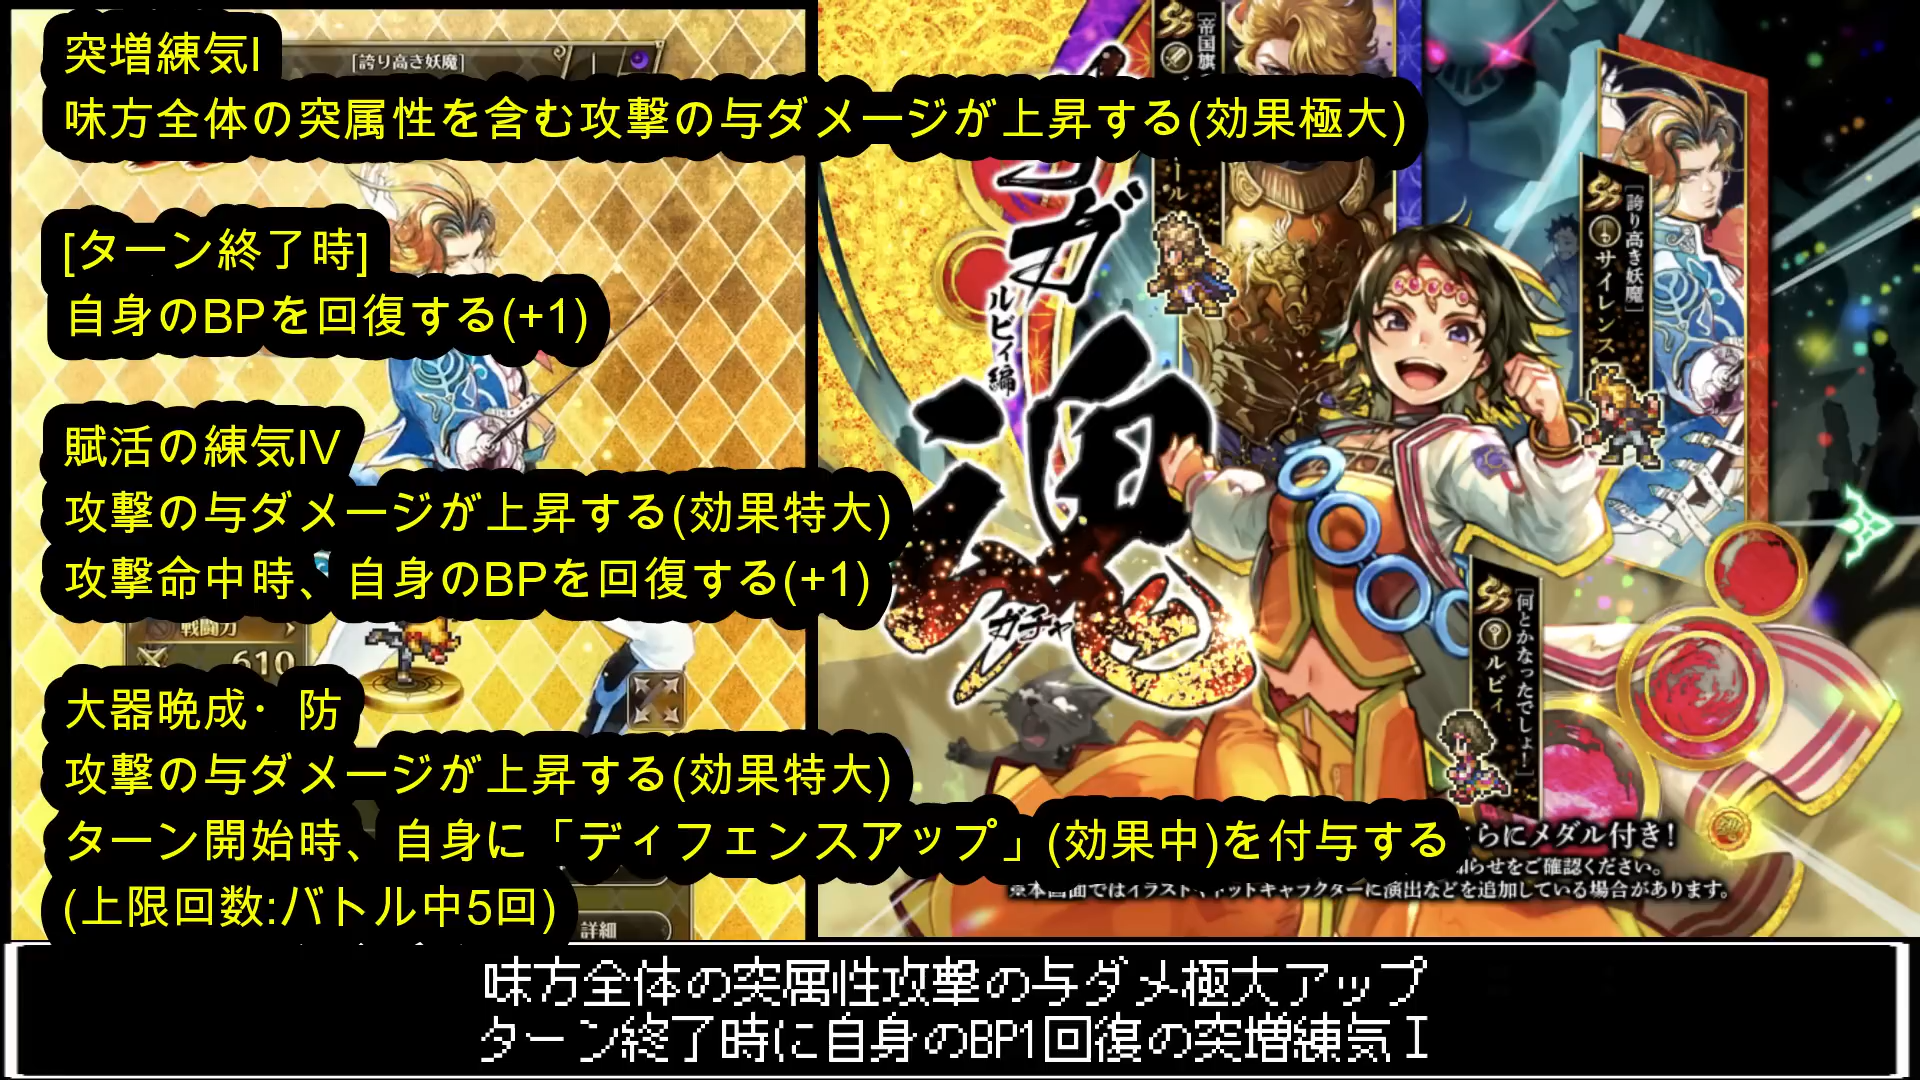 突増練気I
[誇り高き妖魔]
味方全体の突属性を含む攻撃の与ダメージが上昇する(効果極大)
[ターン終了時]
自身のBPを回復する(+1)
賦活の練気IV
攻撃の与ダメージが上昇する(効果特大)
攻撃命中時、自身のBPを回復する(+1)
戦闘力
610
大器晩成・防
攻撃の与ダメージが上昇する(効果特大)
ターン開始時、自身に「ディフェンスアップ」(効果中)を付与する
(上限回数:バトル中5回)
詳細
SS
[帝国旗
ール
ガ
ルビィ編
魂
ガチャ
SS
[誇り高き妖魔]
サイレンス
SS
[何とかなったでしょ!]
ルビィ
らにメダル付き!
らせをご確認ください。
※本画面ではイラストやドットキャラクターに演出などを追加している場合があります。
味方全体の突属性攻撃の与ダメ極大アップ
ターン終了時に自身のBP1回復の突増練気Ⅰ